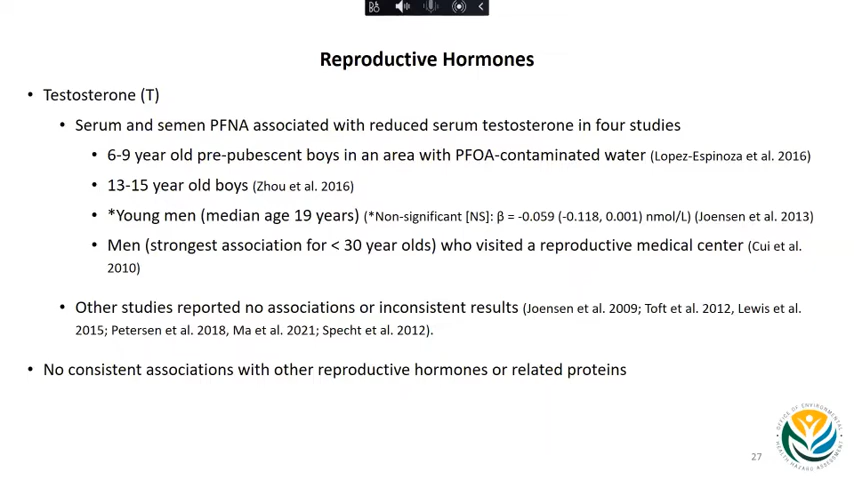 Reproductive Hormones
• Testosterone (T)
• Serum and semen PFNA associated with reduced serum testosterone in four studies
• 6-9 year old pre-pubescent boys in an area with PFOA-contaminated water (Lopez-Espinoza et al. 2016)
• 13-15 year old boys (Zhou et al. 2016)
• *Young men (median age 19 years) (*Non-significant [NS]: β = -0.059 (-0.118, 0.001) nmol/L) (Joensen et al. 2013)
• Men (strongest association for < 30 year olds) who visited a reproductive medical center (Cui et al.
2010)
• Other studies reported no associations or inconsistent results (Joensen et al. 2009; Toft et al. 2012, Lewis et al.
2015; Petersen et al. 2018, Ma et al. 2021; Specht et al. 2012).
• No consistent associations with other reproductive hormones or related proteins
OFFICE OF ENVIRONMENTAL
HEALTH HAZARD ASSESSMENT
27